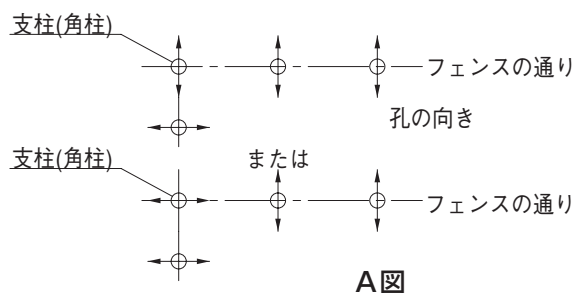 支柱(角柱)
フェンスの通り
孔の向き
または
支柱(角柱)
フェンスの通り
A図